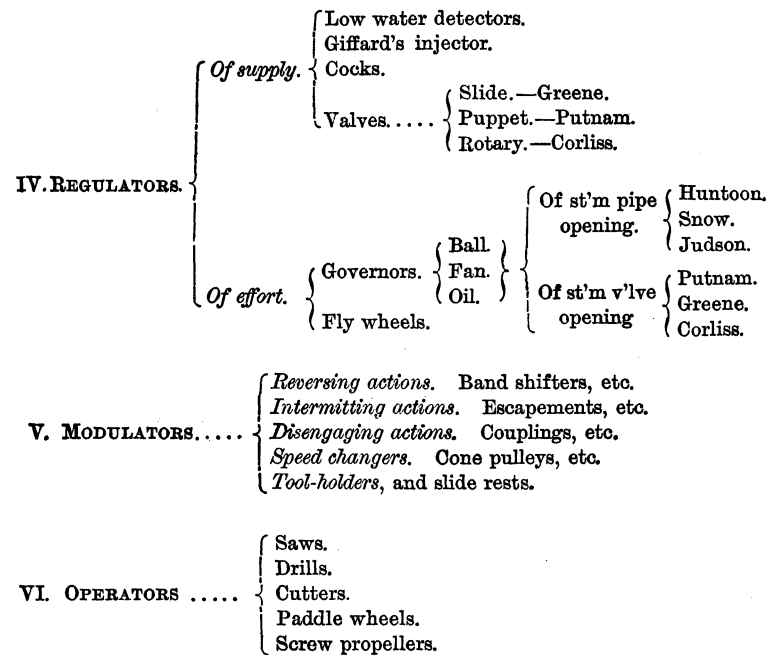 Low water detectors.
Giffard's injector.
Of supply. Cocks.
Slide.—Greene.
Valves..... Puppet.—Putnam.
Rotary.—Corliss.
IV. REGULATORS.
Of st'm pipe opening.
Huntoon.
Snow.
Judson.
Of effort.
Governors.
Ball.
Fan.
Oil.
Of st'm v'lve opening
Putnam.
Greene.
Corliss.
Fly wheels.
Reversing actions. Band shifters, etc.
Intermitting actions. Escapements, etc.
V. MODULATORS..... Disengaging actions. Couplings, etc.
Speed changers. Cone pulleys, etc.
Tool-holders, and slide rests.
Saws.
Drills.
VI. OPERATORS ..... Cutters.
Paddle wheels.
Screw propellers.